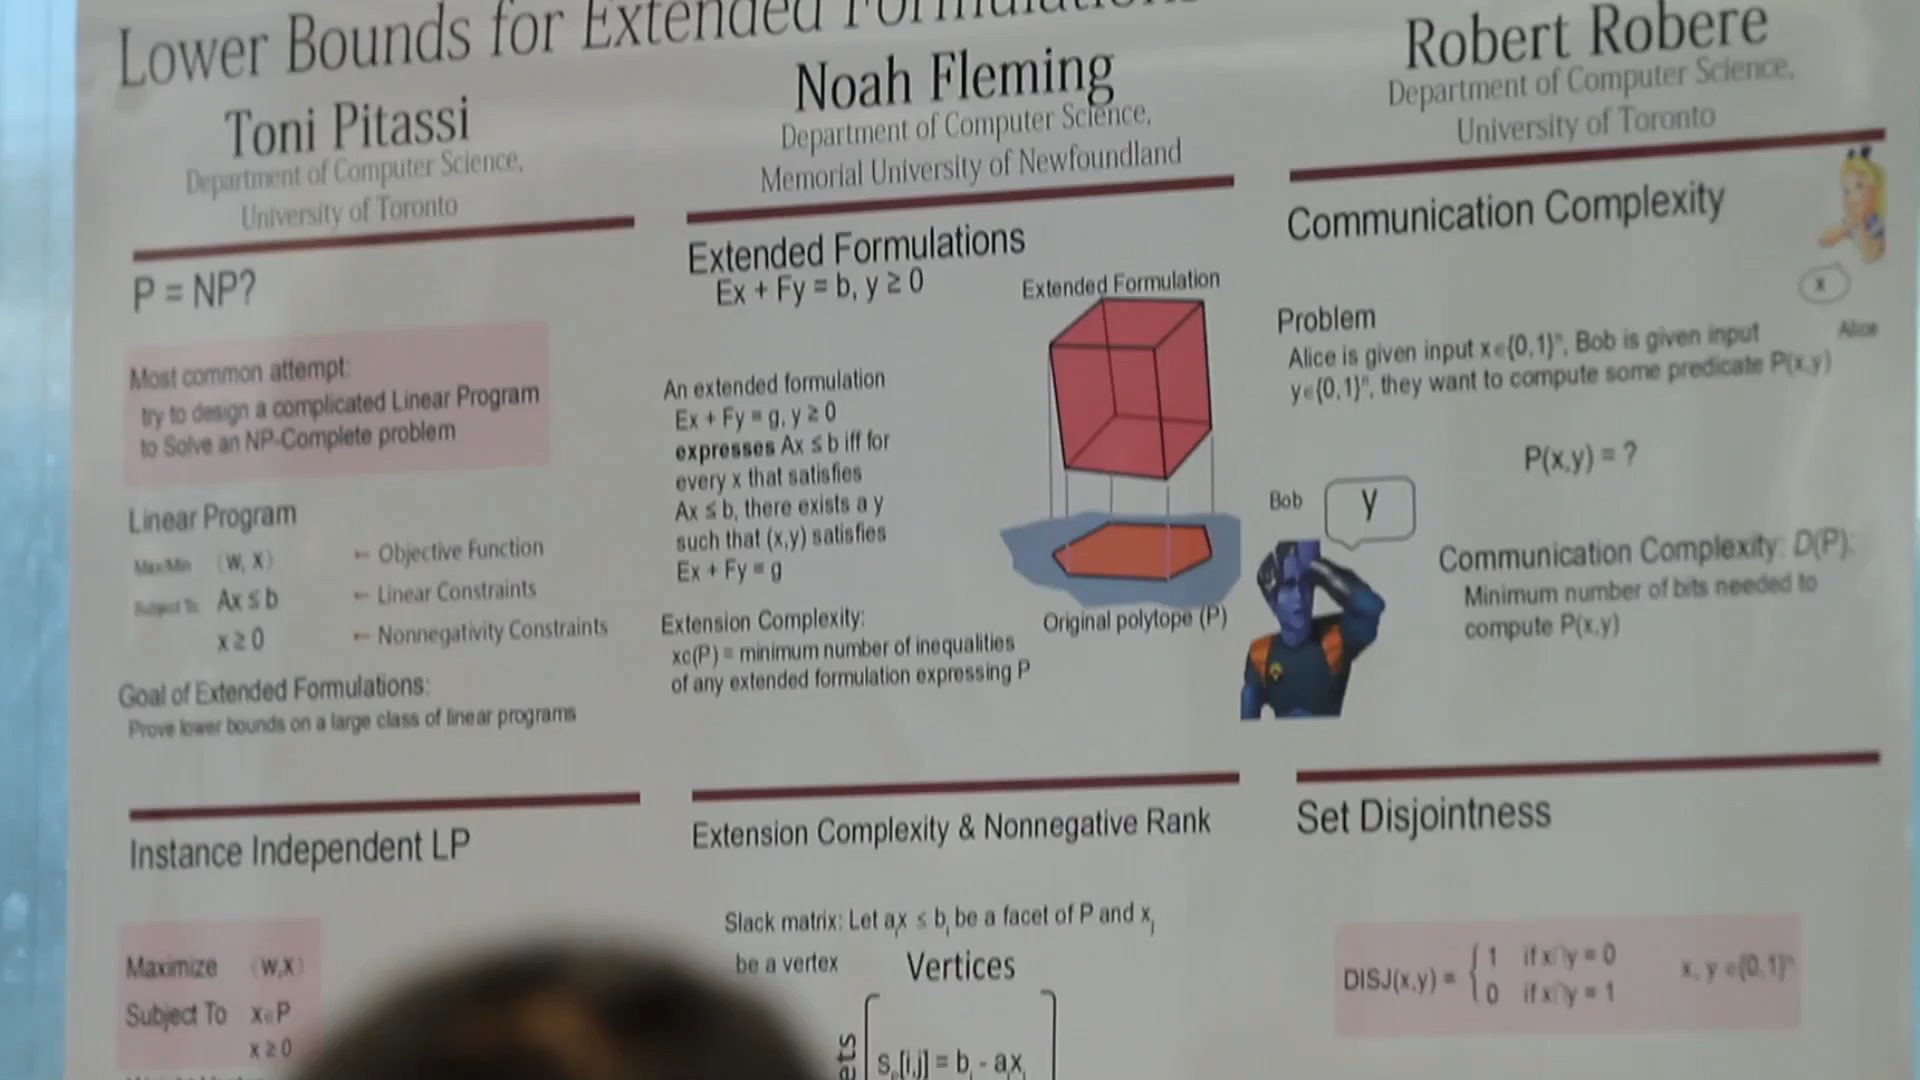 Lower Bounds for Extended Formulations
Toni Pitassi
Department of Computer Science,
University of Toronto
Noah Fleming
Department of Computer Science,
Memorial University of Newfoundland
Robert Robere
Department of Computer Science,
University of Toronto
P = NP?
Most common attempt:
try to design a complicated Linear Program
to Solve an NP-Complete problem
Linear Program
Max/Min ⟨w, x⟩ ← Objective Function
Subject To Ax ≤ b ← Linear Constraints
x ≥ 0 ← Nonnegativity Constraints
Goal of Extended Formulations:
Prove lower bounds on a large class of linear programs
Extended Formulations
Ex + Fy = b, y ≥ 0
Extended Formulation
An extended formulation
Ex + Fy = g, y ≥ 0
expresses Ax ≤ b iff for
every x that satisfies
Ax ≤ b, there exists a y
such that (x,y) satisfies
Ex + Fy = g
Original polytope (P)
Extension Complexity:
xc(P) = minimum number of inequalities
of any extended formulation expressing P
Communication Complexity
x
Alice
Problem
Alice is given input x∈{0,1}ⁿ, Bob is given input
y∈{0,1}ⁿ, they want to compute some predicate P(x,y)
P(x,y) = ?
Bob
y
Communication Complexity: D(P):
Minimum number of bits needed to
compute P(x,y)
Instance Independent LP
Maximize ⟨w,x⟩
Subject To x∈P
x ≥ 0
Extension Complexity & Nonnegative Rank
Slack matrix: Let aᵢx ≤ bᵢ be a facet of P and xⱼ
be a vertex
Vertices
s [i,j] = bᵢ - aᵢxⱼ
Set Disjointness
DISJ(x,y) = { 1 if x∩y = 0
0 if x∩y = 1
x, y ∈{0,1}ⁿ